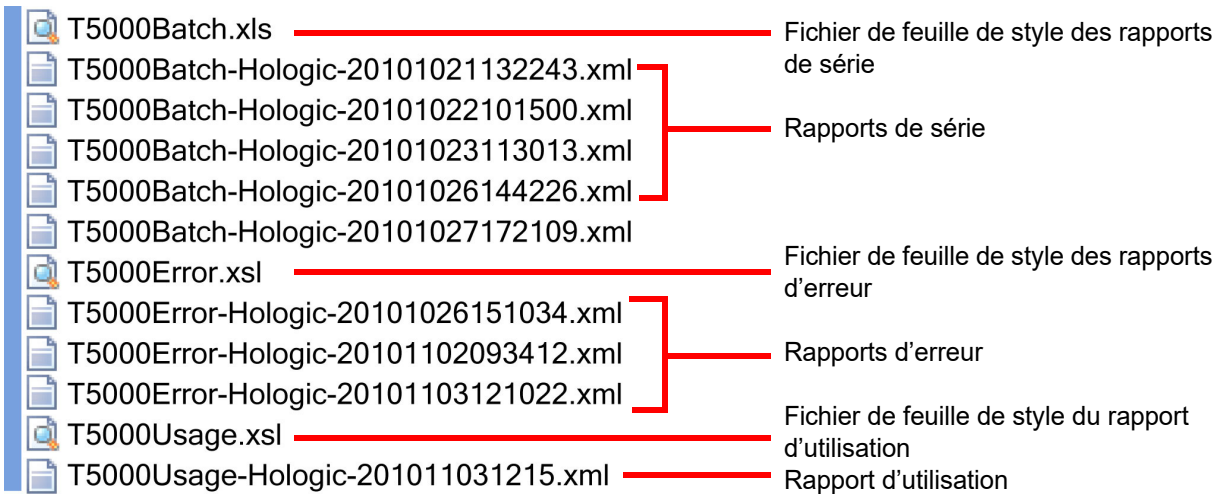 T5000Batch.xls
Fichier de feuille de style des rapports
de série
T5000Batch-Hologic-20101021132243.xml
T5000Batch-Hologic-20101022101500.xml
Rapports de série
T5000Batch-Hologic-20101023113013.xml
T5000Batch-Hologic-20101026144226.xml
T5000Batch-Hologic-20101027172109.xml
T5000Error.xsl
Fichier de feuille de style des rapports
d’erreur
T5000Error-Hologic-20101026151034.xml
T5000Error-Hologic-20101102093412.xml
Rapports d’erreur
T5000Error-Hologic-20101103121022.xml
T5000Usage.xsl
Fichier de feuille de style du rapport
d’utilisation
T5000Usage-Hologic-201011031215.xml
Rapport d’utilisation